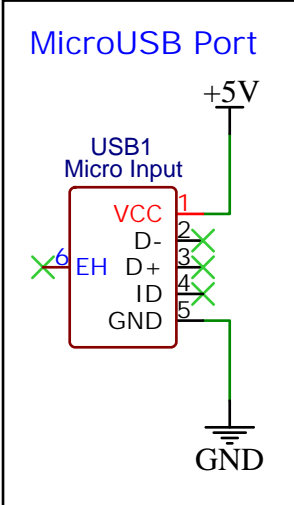 MicroUSB Port
+5V
USB1
Micro Input
VCC 1
D- 2
6 EH D+ 3
ID 4
GND 5
GND